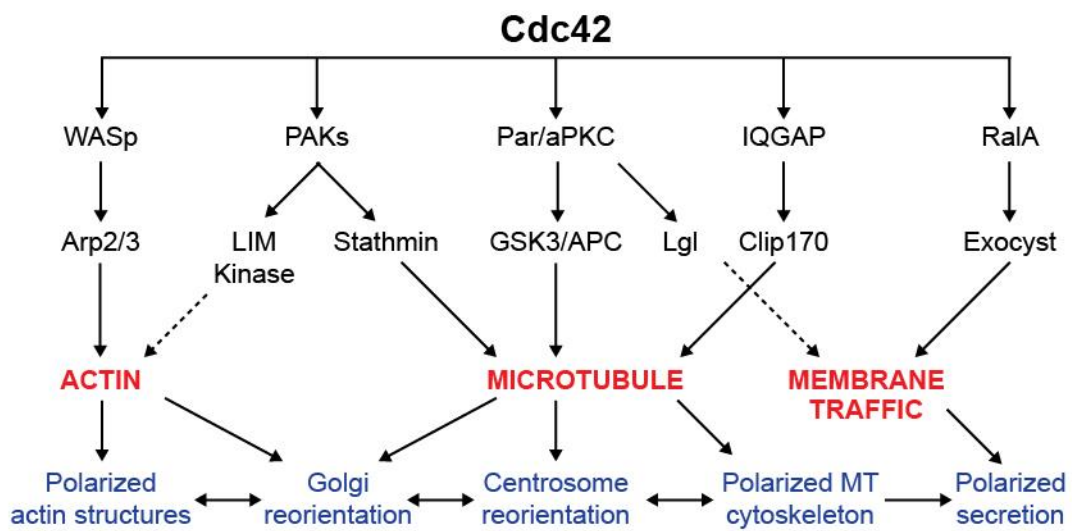 Cdc42
WASp
PAKs
Par/aPKC
IQGAP
RalA
Arp2/3
LIM
Kinase
Stathmin
GSK3/APC
Lgl
Clip170
Exocyst
ACTIN
MICROTUBULE
MEMBRANE
TRAFFIC
Polarized
actin structures
Golgi
reorientation
Centrosome
reorientation
Polarized MT
cytoskeleton
Polarized
secretion